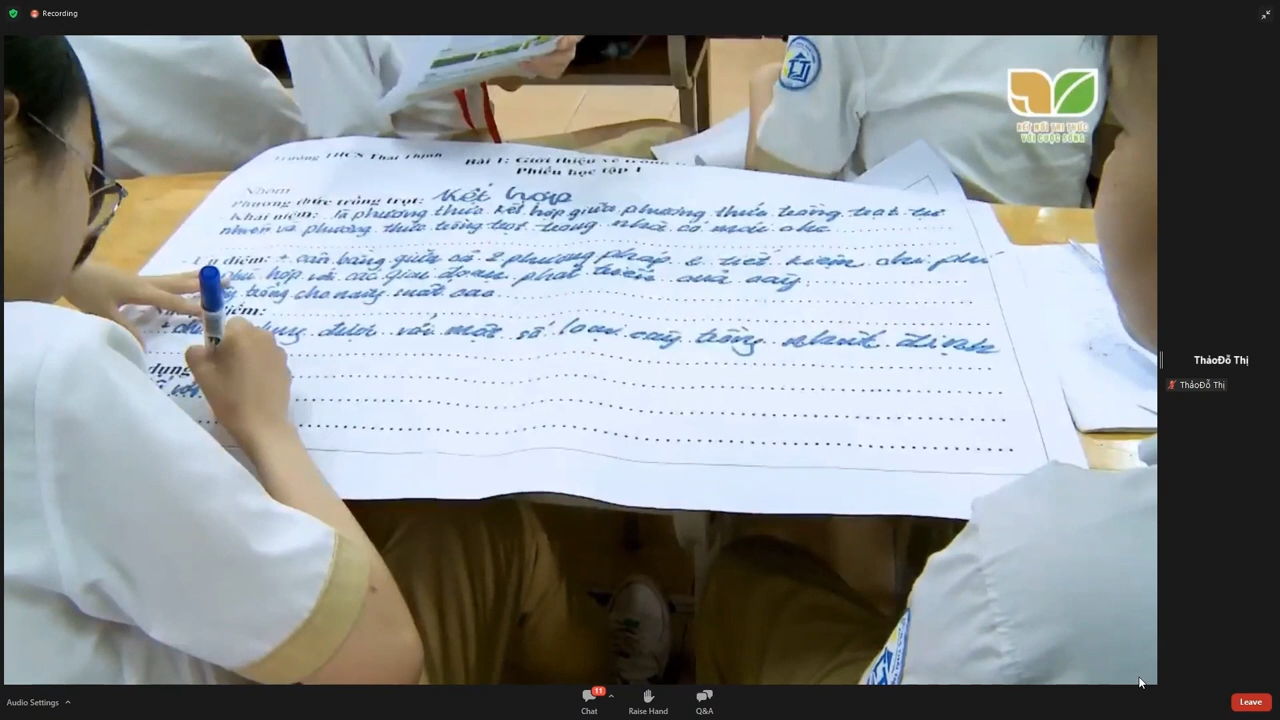 Recording
KẾT NỐI TRI THỨC
VỚI CUỘC SỐNG
Trường THCS Thái Thịnh
Bài 1: Giới thiệu về trồng
Phiếu học tập 1
Nhóm:
Phương thức trồng trọt: Kết hợp
- Khái niệm: là phương thức kết hợp giữa phương thức trồng trọt tự
nhiên và phương thức trồng trọt trong nhà có mái che
điểm: + cân bằng giữa cả 2 phương pháp & tiết kiệm chi phí
phù hợp với các giai đoạn phát triển của cây
trồng cho năng suất cao
điểm:
dụng được với một số loại cây trồng nhất định
dụng
ThảoĐỗ Thị
ThảoĐỗ Thị
Audio Settings
11
Chat
Raise Hand
Q&A
Leave